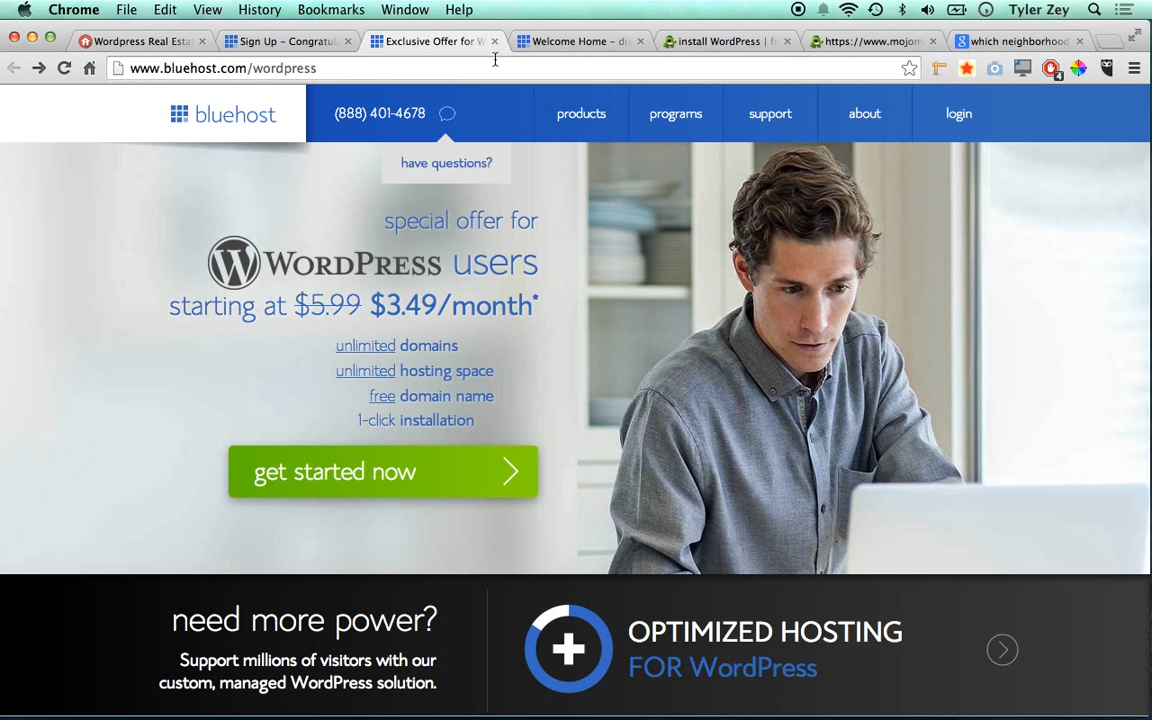 Chrome File Edit View History Bookmarks Window Help Tyler Zey
Wordpress Real Esta Sign Up – Congratu Exclusive Offer for W Welcome Home – dis install WordPress | fr https://www.mojom which neighborhood
www.bluehost.com/wordpress
4
bluehost (888) 401-4678 products programs support about login
have questions?
special offer for
WORDPRESS users
starting at $5.99 $3.49/month*
unlimited domains
unlimited hosting space
free domain name
1-click installation
get started now
need more power?
Support millions of visitors with our
custom, managed WordPress solution.
OPTIMIZED HOSTING
FOR WordPress